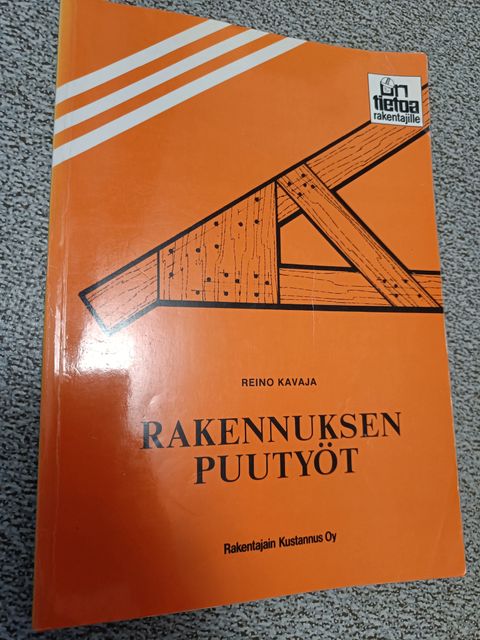 on
tietoa
rakentajille
REINO KAVAJA
RAKENNUKSEN
PUUTYÖT
Rakentajain Kustannus Oy